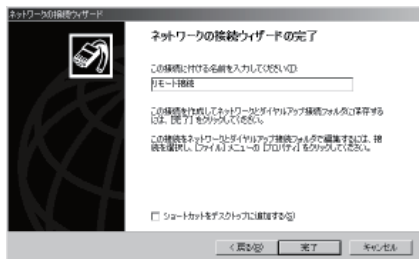 ネットワークの接続ウィザード
ネットワークの接続ウィザードの完了
この接続に付ける名前を入力してください(T):
リモート接続
この接続を作成してネットワークとダイヤルアップ接続フォルダに保存する
には、[完了] をクリックしてください。
この接続をネットワークとダイヤルアップ接続フォルダで編集するには、接
続を選択し、[ファイル] メニューの [プロパティ] をクリックしてください。
ショートカットをデスクトップに追加する(S)
< 戻る(B)
完了
キャンセル